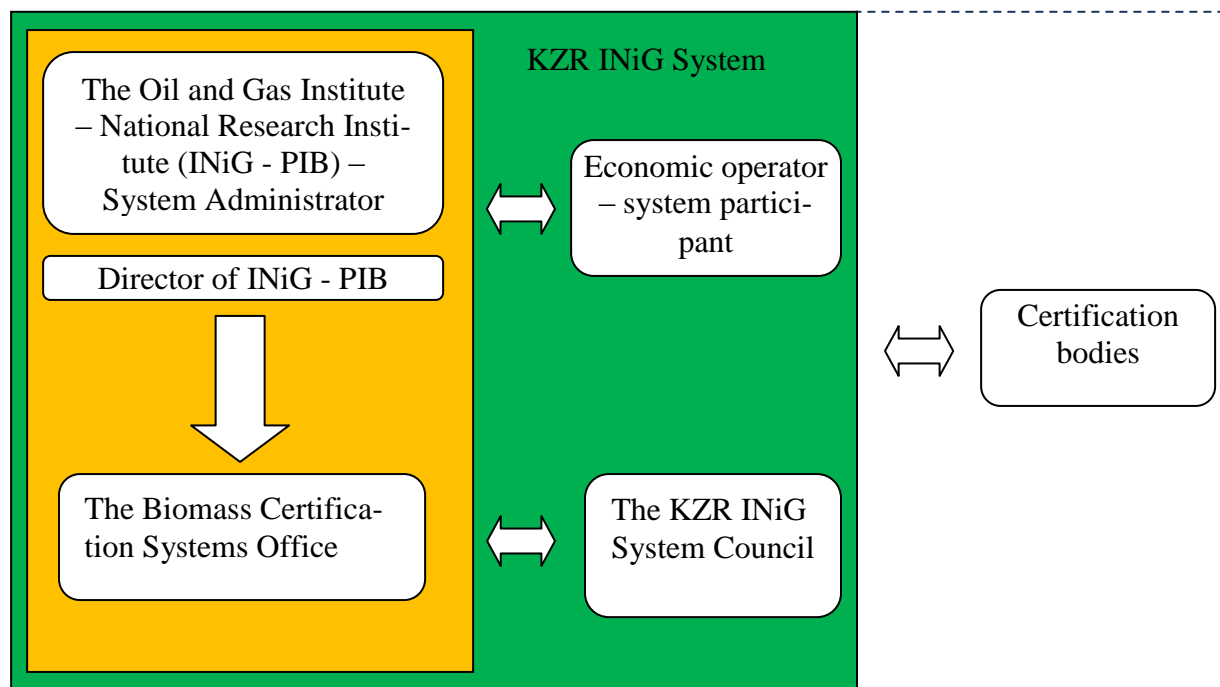 KZR INiG System
The Oil and Gas Institute
– National Research Insti-
tute (INiG - PIB) –
System Administrator
Economic operator
– system partici-
pant
Director of INiG - PIB
Certification
bodies
The Biomass Certifica-
tion Systems Office
The KZR INiG
System Council